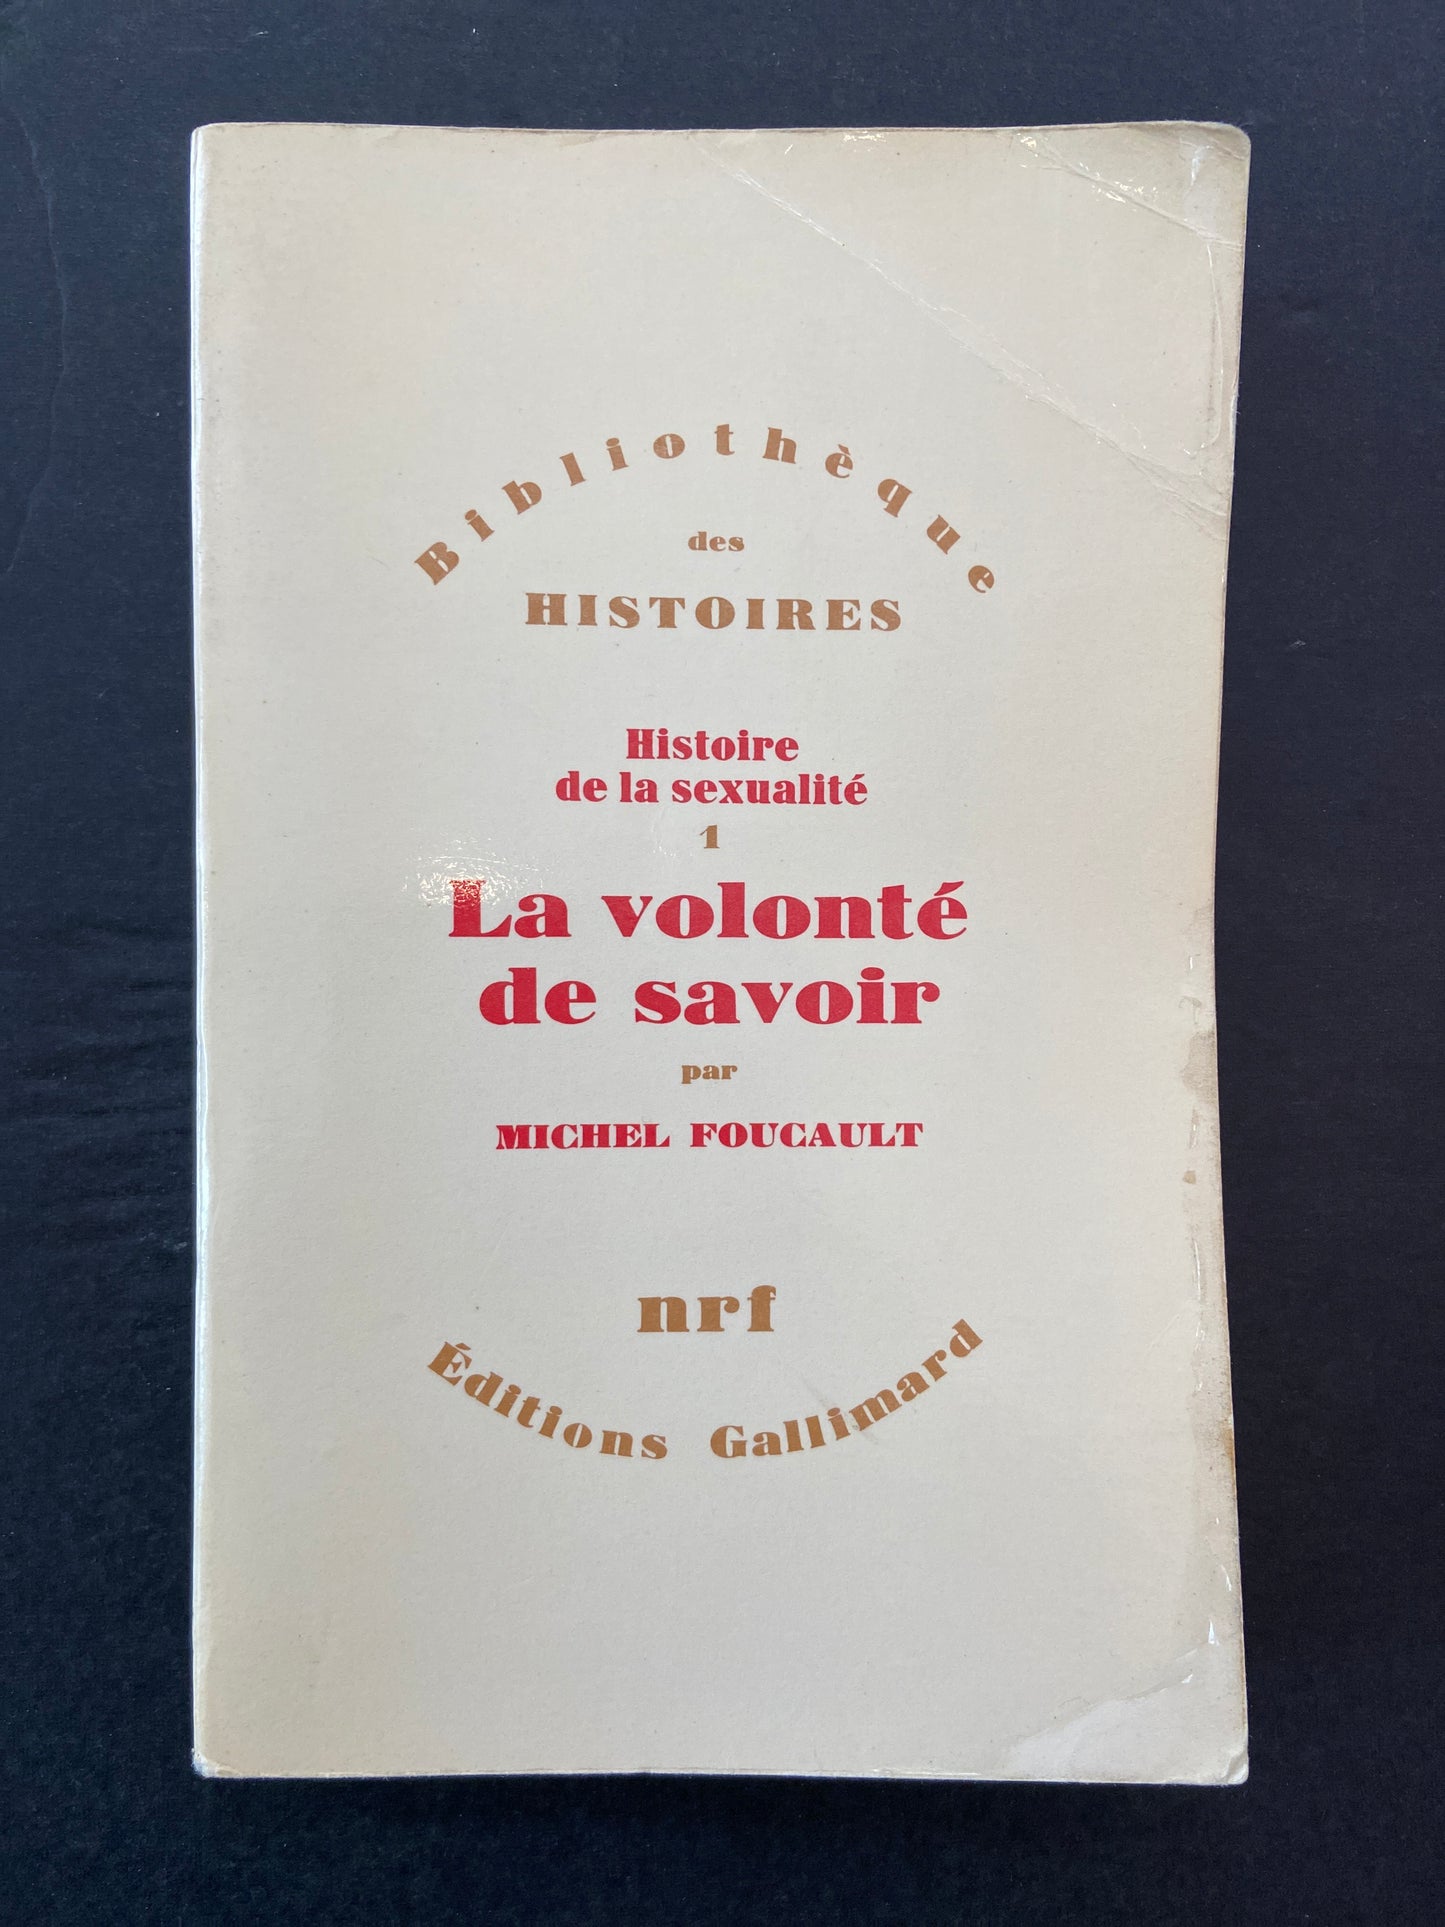 Bibliothèque
des
HISTOIRES
Histoire
de la sexualité
1
La volonté
de savoir
par
MICHEL FOUCAULT
nrf
Éditions Gallimard